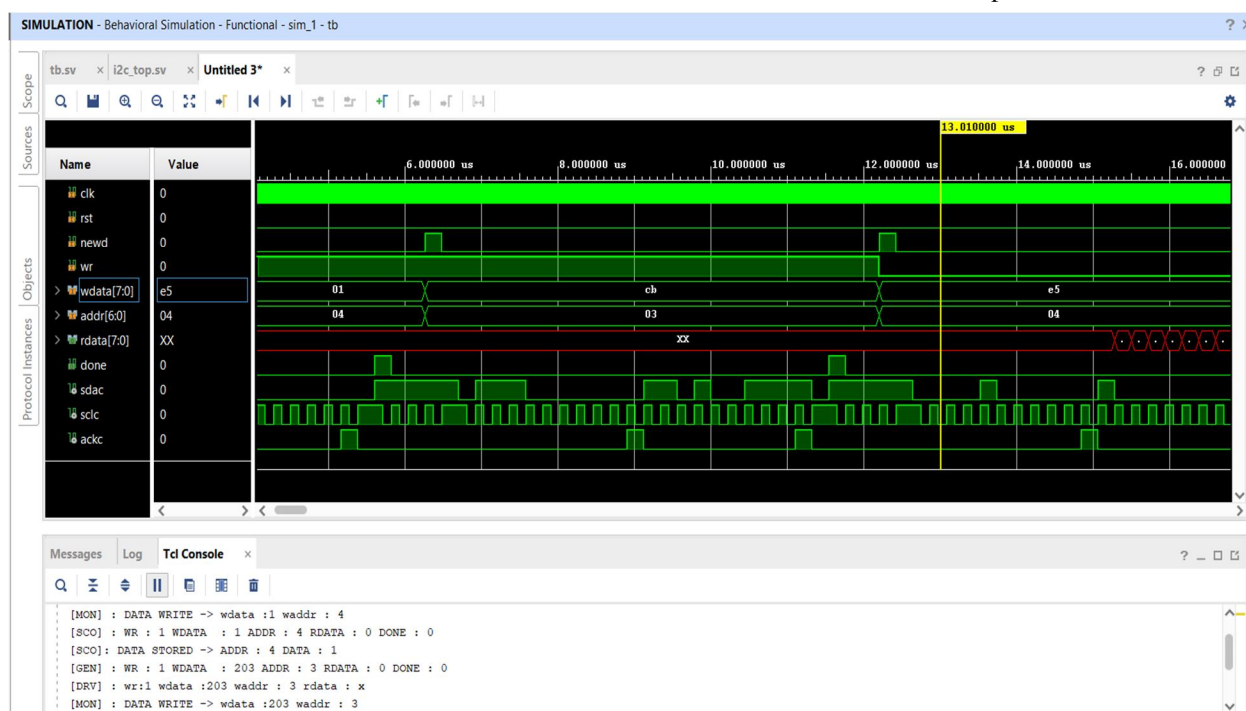 SIMULATION - Behavioral Simulation - Functional - sim_1 - tb ?
tb.sv × i2c_top.sv × Untitled 3* × ?
Scope
Sources
Objects
Protocol Instances
13.010000 us
Name Value
6.000000 us 8.000000 us 10.000000 us 12.000000 us 14.000000 us 16.000000
clk 0
rst 0
newd 0
wr 0
wdata[7:0] e5 01 cb e5
addr[6:0] 04 04 03 04
rdata[7:0] XX XX
done 0
sdac 0
sclc 0
ackc 0
Messages Log Tcl Console × ?
[MON] : DATA WRITE -> wdata :1 waddr : 4
[SCO] : WR : 1 WDATA : 1 ADDR : 4 RDATA : 0 DONE : 0
[SCO]: DATA STORED -> ADDR : 4 DATA : 1
[GEN] : WR : 1 WDATA : 203 ADDR : 3 RDATA : 0 DONE : 0
[DRV] : wr:1 wdata :203 waddr : 3 rdata : x
[MON] : DATA WRITE -> wdata :203 waddr : 3